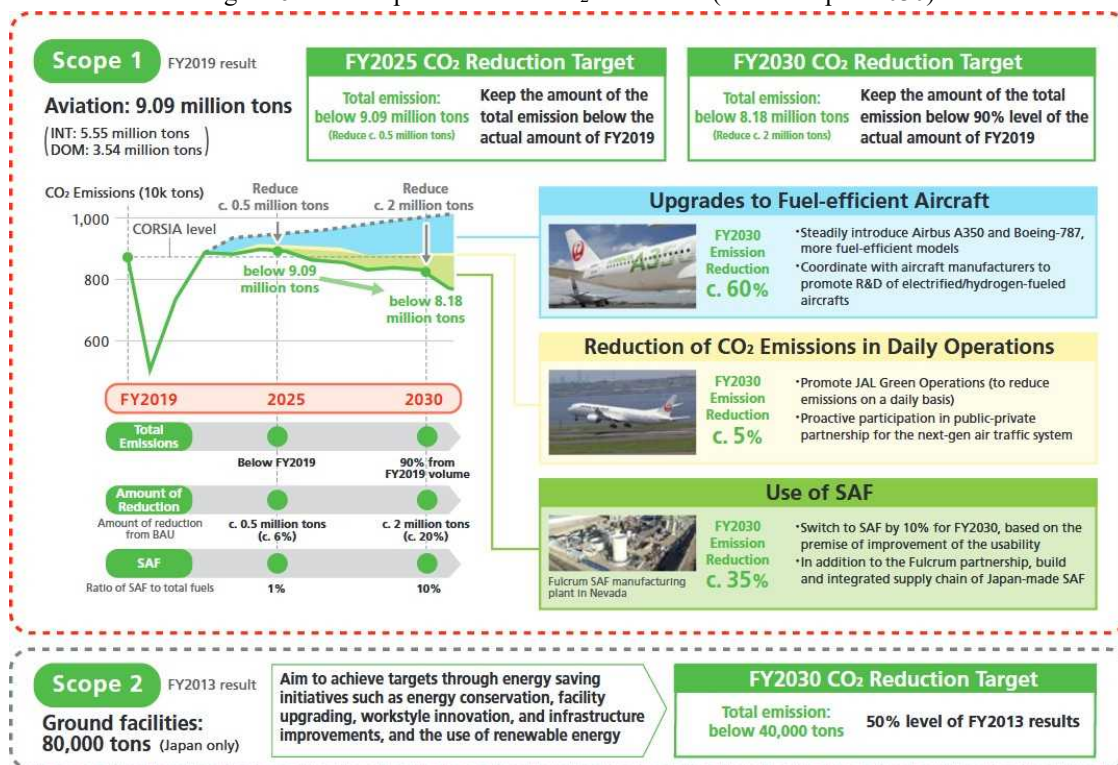 Scope 1 FY2019 result
Aviation: 9.09 million tons
(INT: 5.55 million tons
DOM: 3.54 million tons)
FY2025 CO₂ Reduction Target
Total emission:
below 9.09 million tons
(Reduce c. 0.5 million tons)
Keep the amount of the
total emission below the
actual amount of FY2019
FY2030 CO₂ Reduction Target
Total emission:
below 8.18 million tons
(Reduce c. 2 million tons)
Keep the amount of the total
emission below 90% level of the
actual amount of FY2019
CO₂ Emissions (10k tons)
Reduce
c. 0.5 million tons
Reduce
c. 2 million tons
1,000
CORSIA level
800
600
below 9.09
million tons
below 8.18
million tons
FY2019 2025 2030
Total
Emissions
Below FY2019
90% from
FY2019 volume
Amount of
Reduction
Amount of reduction
from BAU
c. 0.5 million tons
(c. 6%)
c. 2 million tons
(c. 20%)
SAF
Ratio of SAF to total fuels
1%
10%
Upgrades to Fuel-efficient Aircraft
A350
FY2030
Emission
Reduction
c. 60%
・Steadily introduce Airbus A350 and Boeing-787,
more fuel-efficient models
・Coordinate with aircraft manufacturers to
promote R&D of electrified/hydrogen-fueled
aircrafts
Reduction of CO₂ Emissions in Daily Operations
FY2030
Emission
Reduction
c. 5%
・Promote JAL Green Operations (to reduce
emissions on a daily basis)
・Proactive participation in public-private
partnership for the next-gen air traffic system
Use of SAF
Fulcrum SAF manufacturing
plant in Nevada
FY2030
Emission
Reduction
c. 35%
・Switch to SAF by 10% for FY2030, based on the
premise of improvement of the usability
・In addition to the Fulcrum partnership, build
and integrated supply chain of Japan-made SAF
Scope 2 FY2013 result
Ground facilities:
80,000 tons (Japan only)
Aim to achieve targets through energy saving
initiatives such as energy conservation, facility
upgrading, workstyle innovation, and infrastructure
improvements, and the use of renewable energy
FY2030 CO₂ Reduction Target
Total emission:
below 40,000 tons
50% level of FY2013 results